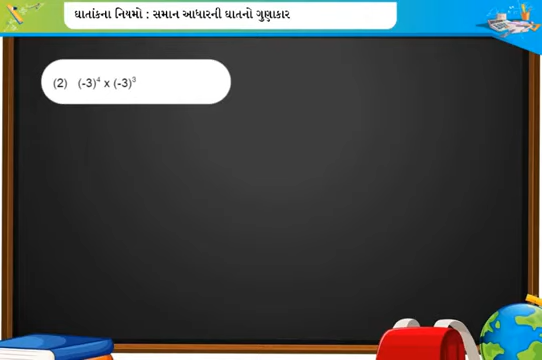 ઘાતાંકના નિયમો : સમાન આધારની ઘાતનો ગુણાકાર
(2) (-3)⁴ x (-3)³